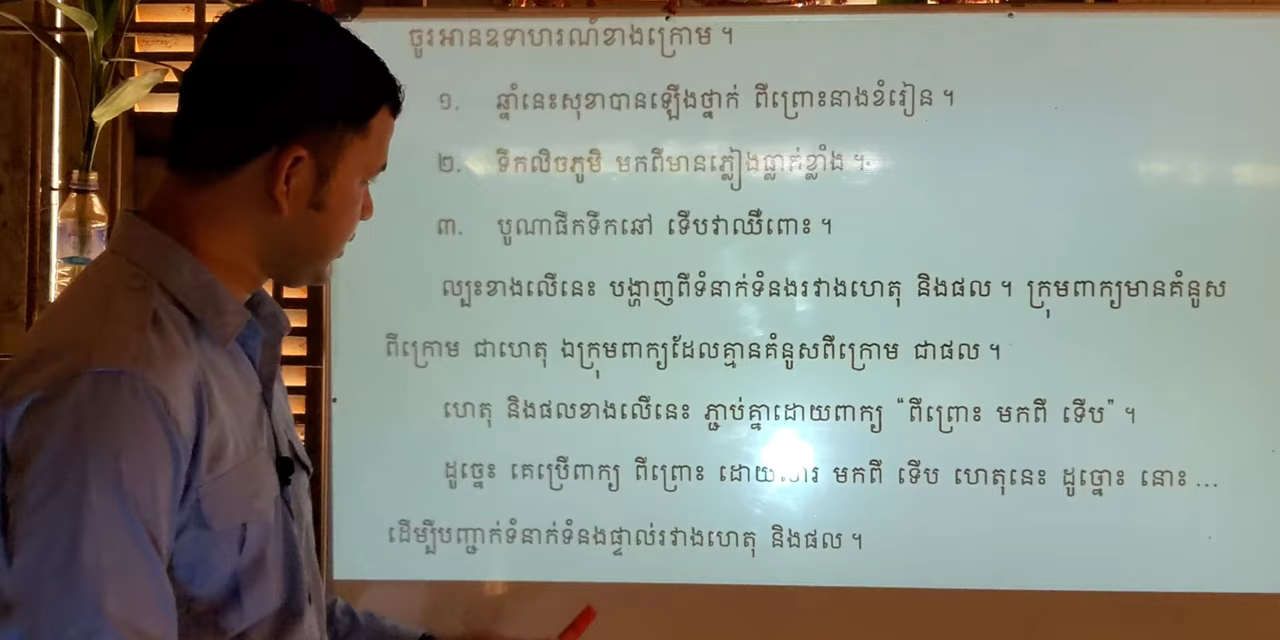 ចូរអានឧទាហរណ៍ខាងក្រោម ។
១. ឆ្នាំនេះសុខាបានឡើងថ្នាក់ ពីព្រោះនាងខំរៀន ។
២. ទឹកលិចភូមិ មកពីមានភ្លៀងធ្លាក់ខ្លាំង ។
៣. បូណាផឹកទឹកឆៅ ទើបវាឈឺពោះ ។
ល្បះខាងលើនេះ បង្ហាញពីទំនាក់ទំនងរវាងហេតុ និងផល ។ ក្រុមពាក្យមានគំនូស
ពីក្រោម ជាហេតុ ឯក្រុមពាក្យដែលគ្មានគំនូសពីក្រោម ជាផល ។
ហេតុ និងផលខាងលើនេះ ភ្ជាប់គ្នាដោយពាក្យ “ពីព្រោះ មកពី ទើប” ។
ដូច្នេះ គេប្រើពាក្យ ពីព្រោះ ដោយសារ មកពី ទើប ហេតុនេះ ដូច្នោះ នោះ ...
ដើម្បីបញ្ជាក់ទំនាក់ទំនងផ្ទាល់រវាងហេតុ និងផល ។